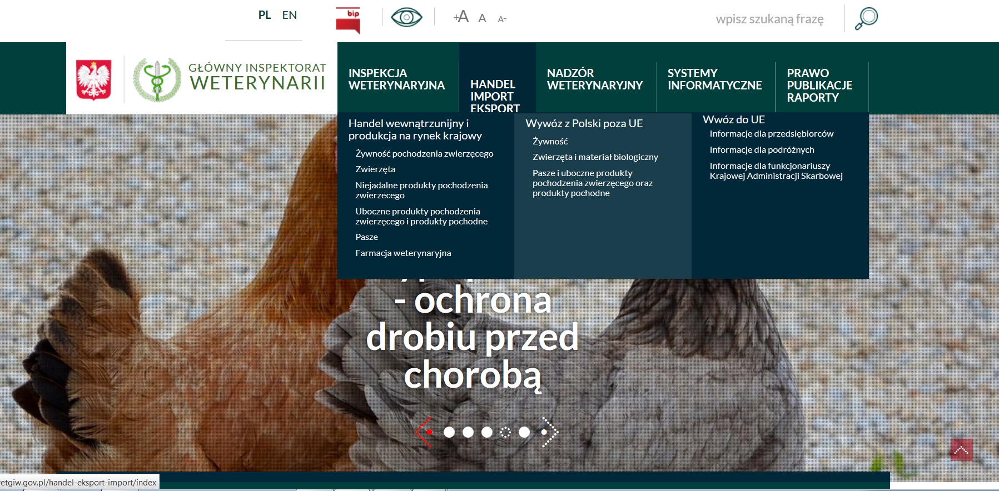 PL EN
bip
+A A A-
wpisz szukaną frazę
GŁÓWNY INSPEKTORAT
WETERYNARII
INSPEKCJA
WETERYNARYJNA
HANDEL
IMPORT
EKSPORT
NADZÓR
WETERYNARYJNY
SYSTEMY
INFORMATYCZNE
PRAWO
PUBLIKACJE
RAPORTY
Handel wewnątrzunijny i
produkcja na rynek krajowy
Żywność pochodzenia zwierzęcego
Zwierzęta
Niejadalne produkty pochodzenia
zwierzecego
Uboczne produkty pochodzenia
zwierzęcego i produkty pochodne
Pasze
Farmacja weterynaryjna
Wywóz z Polski poza UE
Żywność
Zwierzęta i materiał biologiczny
Pasze i uboczne produkty
pochodzenia zwierzęcego oraz
produkty pochodne
Wwóz do UE
Informacje dla przedsiębiorców
Informacje dla podróżnych
Informacje dla funkcjonariuszy
Krajowej Administracji Skarbowej
- ochrona
drobiu przed
chorobą
etgiw.gov.pl/handel-eksport-import/index